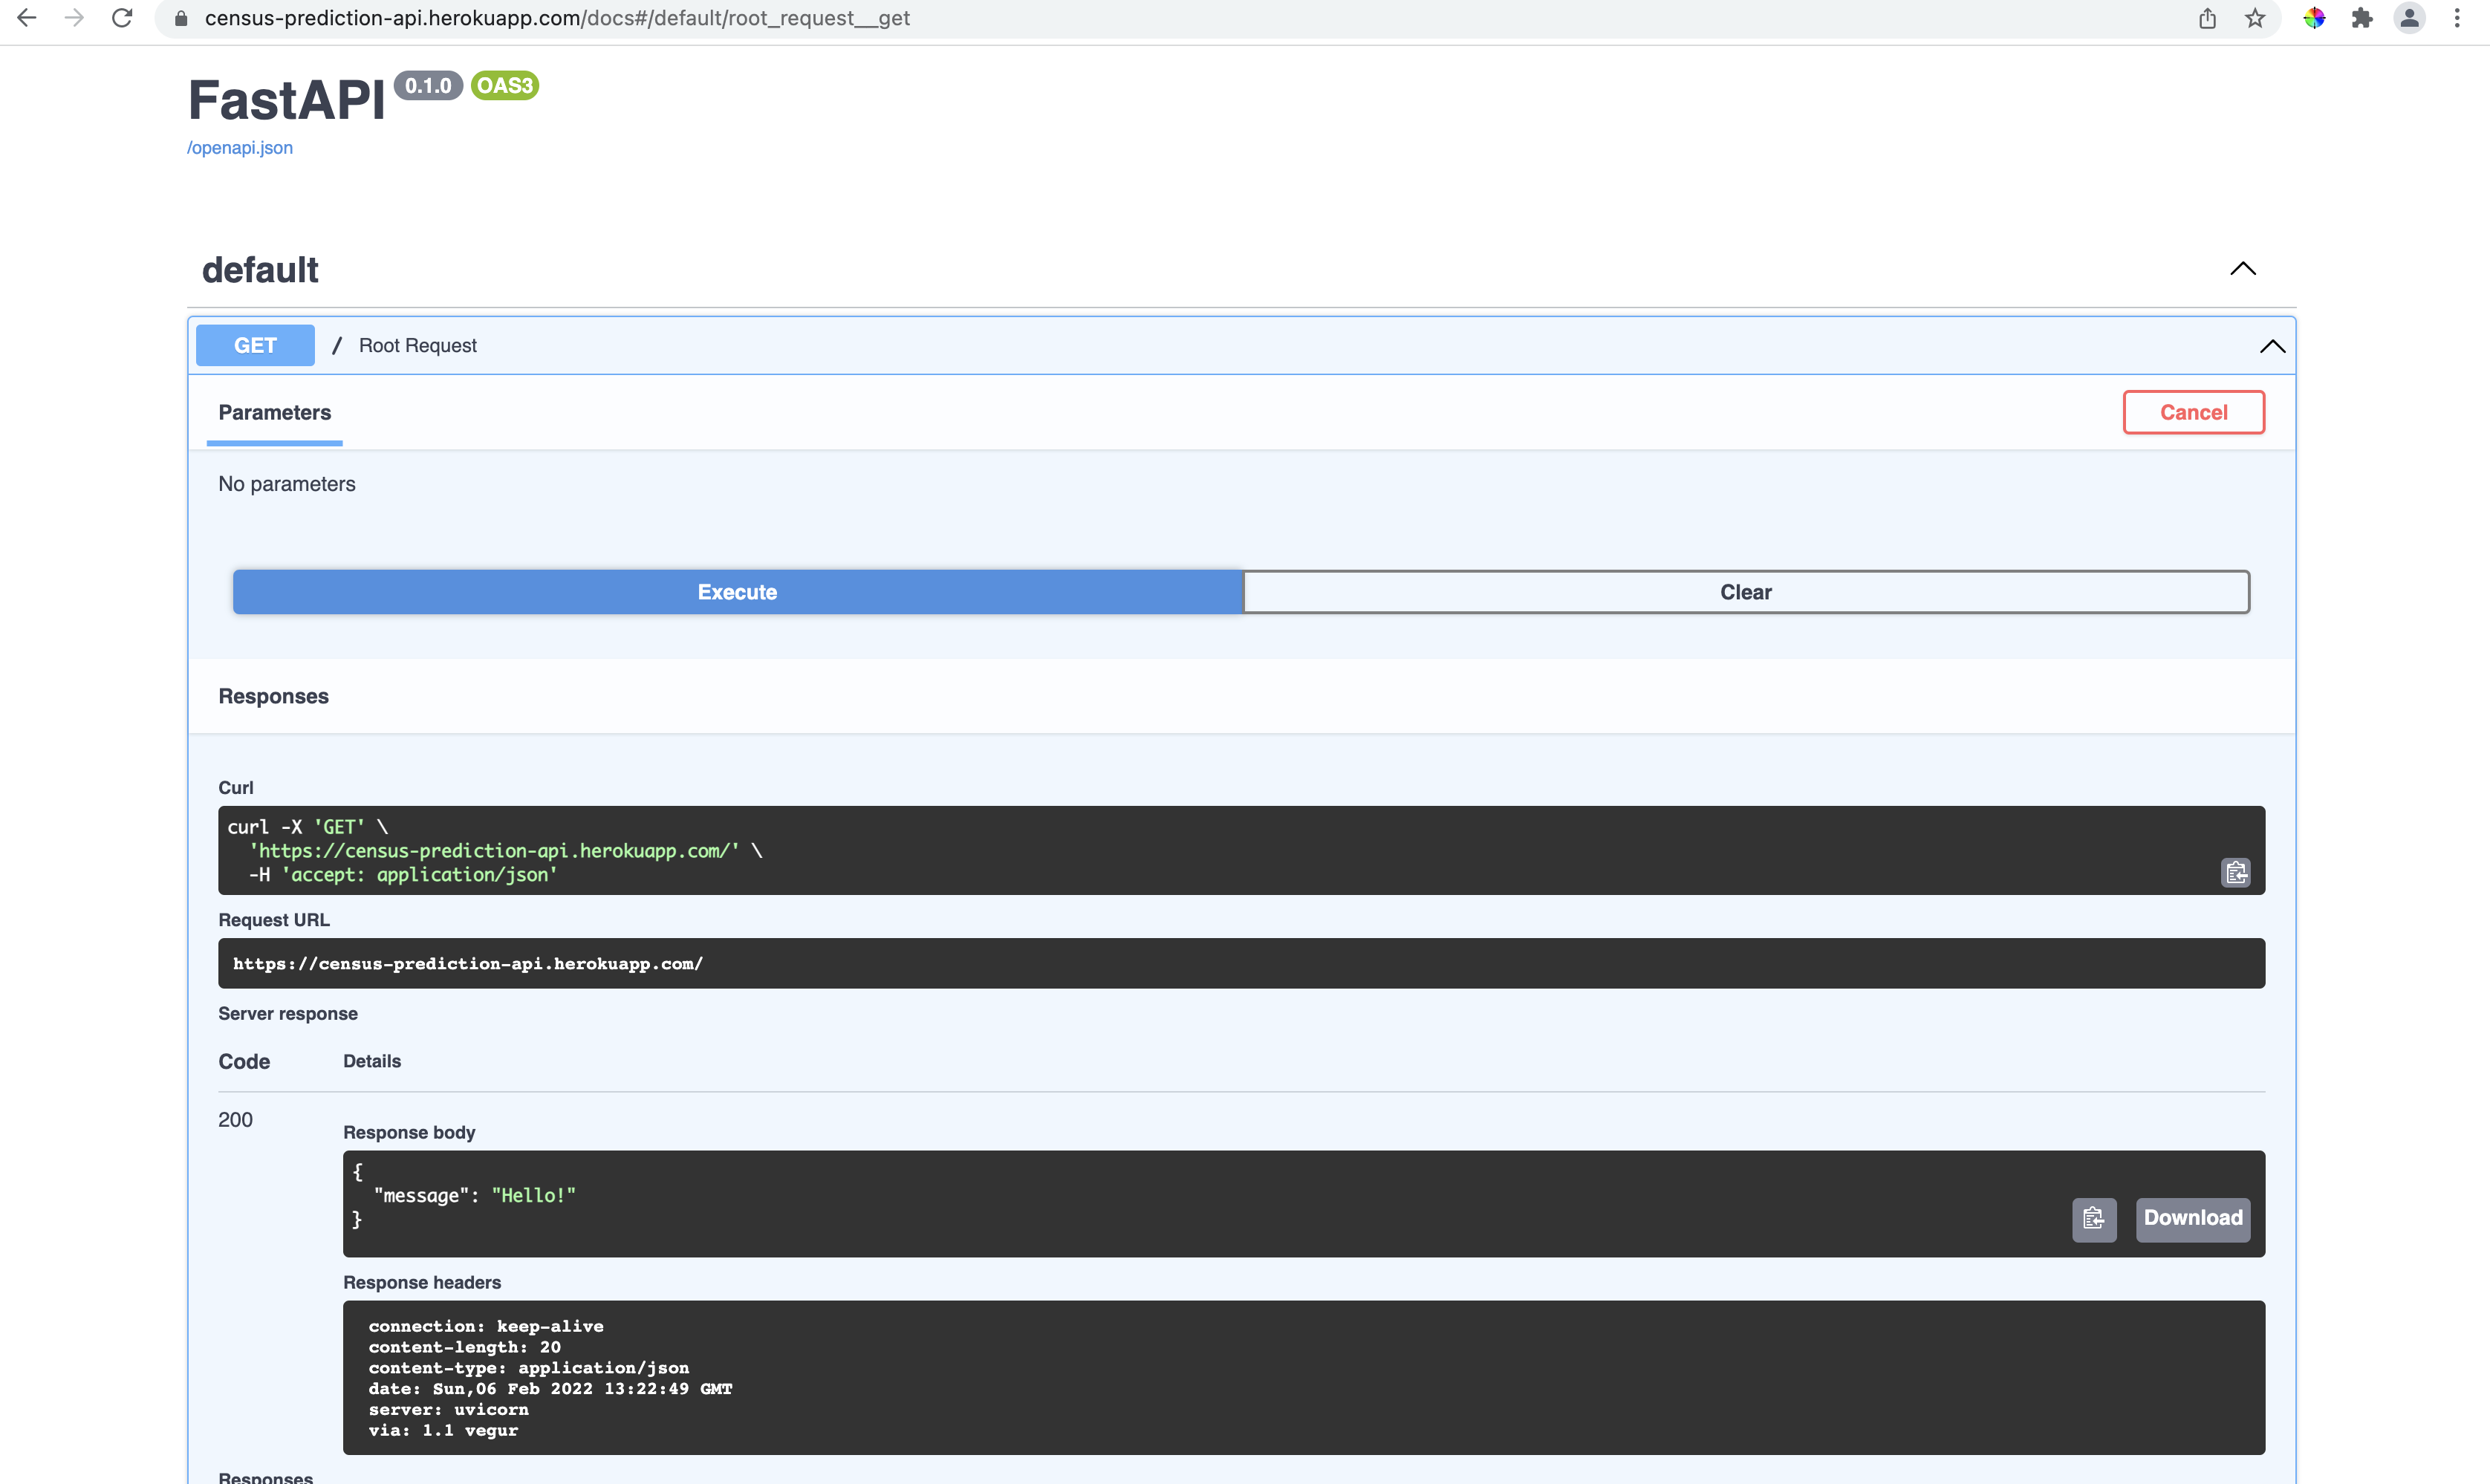 census-prediction-api.herokuapp.com/docs#/default/root_request__get
FastAPI 0.1.0 OAS3
/openapi.json
default
GET / Root Request
Parameters
Cancel
No parameters
Execute
Clear
Responses
Curl
curl -X 'GET' \
  'https://census-prediction-api.herokuapp.com/' \
  -H 'accept: application/json'
Request URL
https://census-prediction-api.herokuapp.com/
Server response
Code Details
200
Response body
{
  "message": "Hello!"
}
Download
Response headers
connection: keep-alive
content-length: 20
content-type: application/json
date: Sun,06 Feb 2022 13:22:49 GMT
server: uvicorn
via: 1.1 vegur
Responses